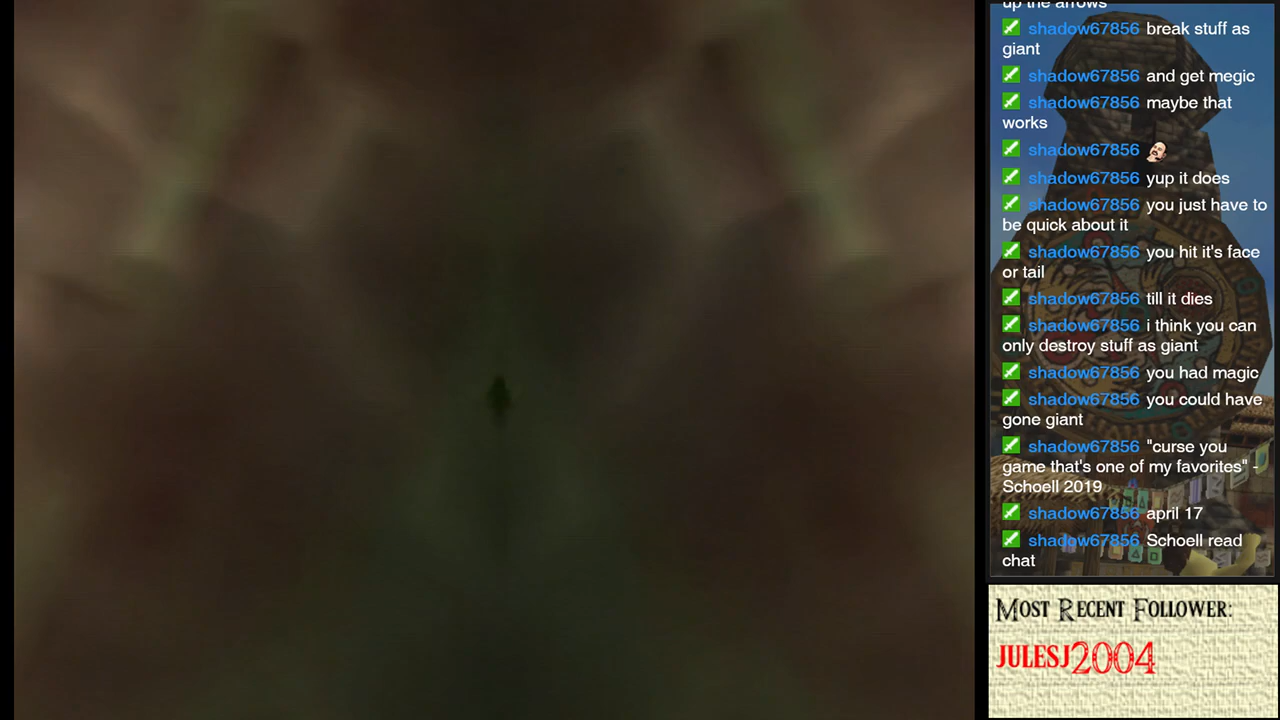 up the arrows
shadow67856 break stuff as
giant
shadow67856 and get megic
shadow67856 maybe that
works
shadow67856
shadow67856 yup it does
shadow67856 you just have to
be quick about it
shadow67856 you hit it's face
or tail
shadow67856 till it dies
shadow67856 i think you can
only destroy stuff as giant
shadow67856 you had magic
shadow67856 you could have
gone giant
shadow67856 "curse you
game that's one of my favorites" -
Schoell 2019
shadow67856 april 17
shadow67856 Schoell read
chat
Most Recent Follower:
julesj2004